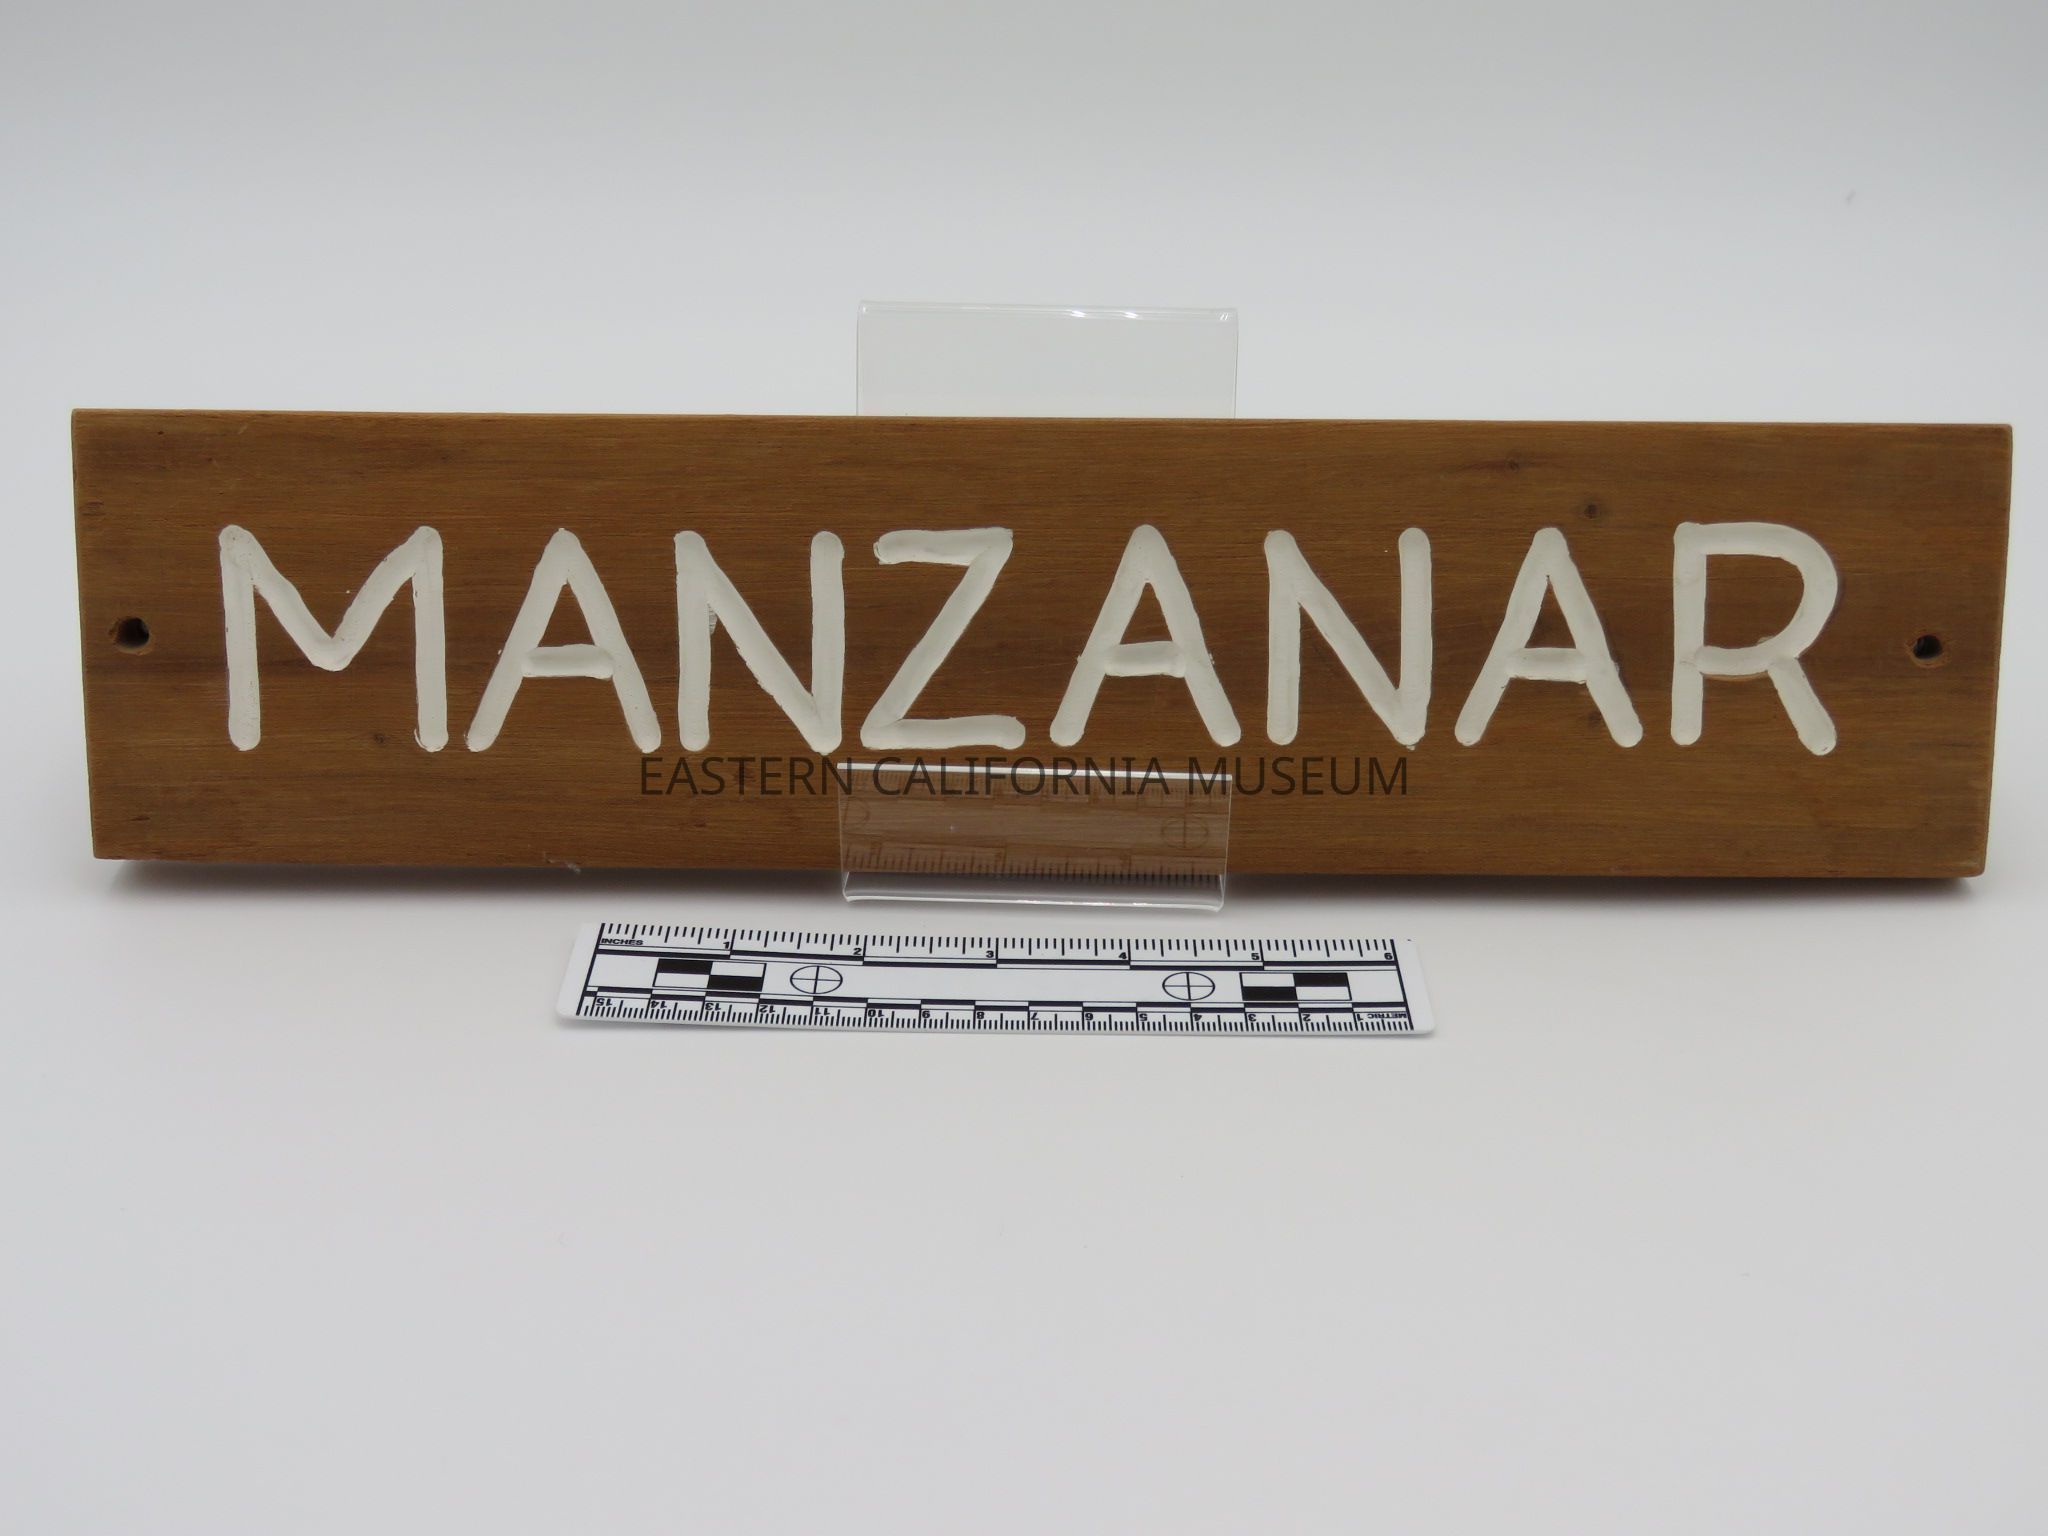 MANZANAR
EASTERN CALIFORNIA MUSEUM
INCHES 1 2 3 4 5 6
15 14 13 12 11 10 9 8 7 6 5 4 3 2 1 METRIC